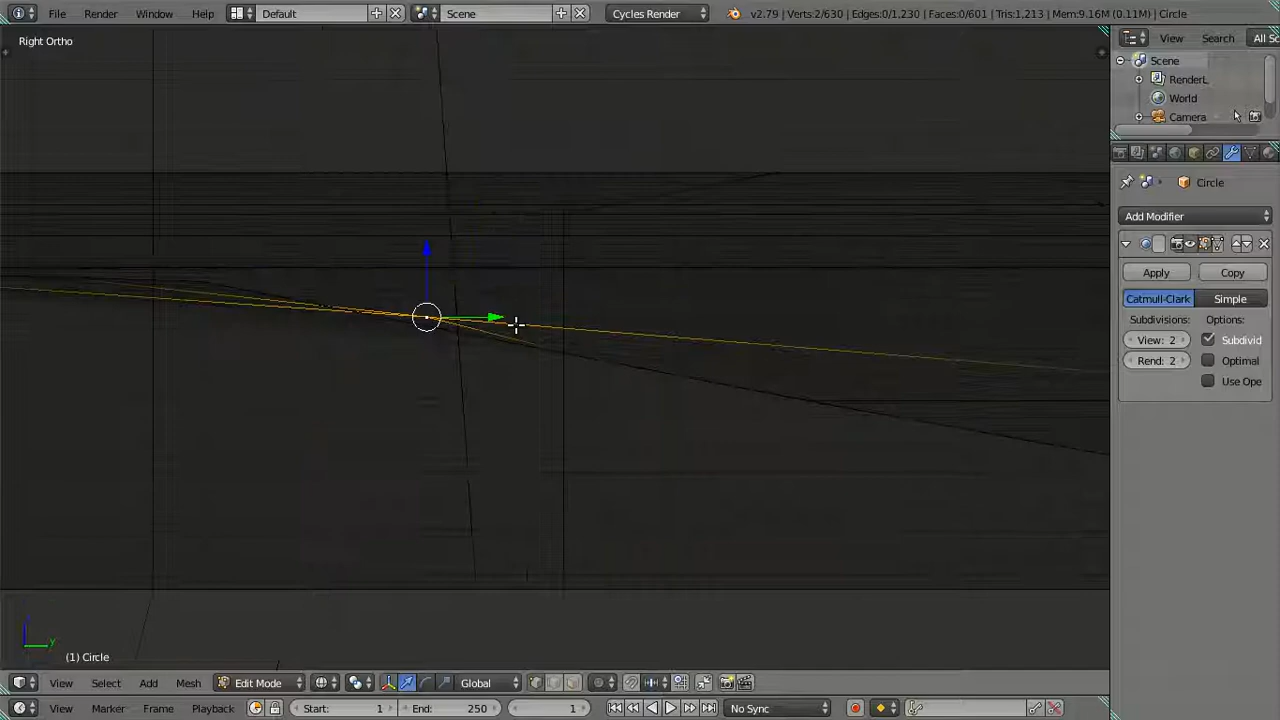 File Render Window Help Default Scene Cycles Render v2.79 | Verts:2/630 | Edges:0/1,230 | Faces:0/601 | Tris:1,213 | Mem:9.16M (0.11M) | Circle
Right Ortho
View Search All Sc
Scene
RenderL
World
Camera
Circle
Add Modifier
Apply Copy
Catmull-Clark Simple
Subdivisions: Options:
View: 2 Subdivid
Rend: 2 Optimal
Use Ope
z
y
(1) Circle
View Select Add Mesh Edit Mode Global
View Marker Frame Playback Start: 1 End: 250 1 No Sync